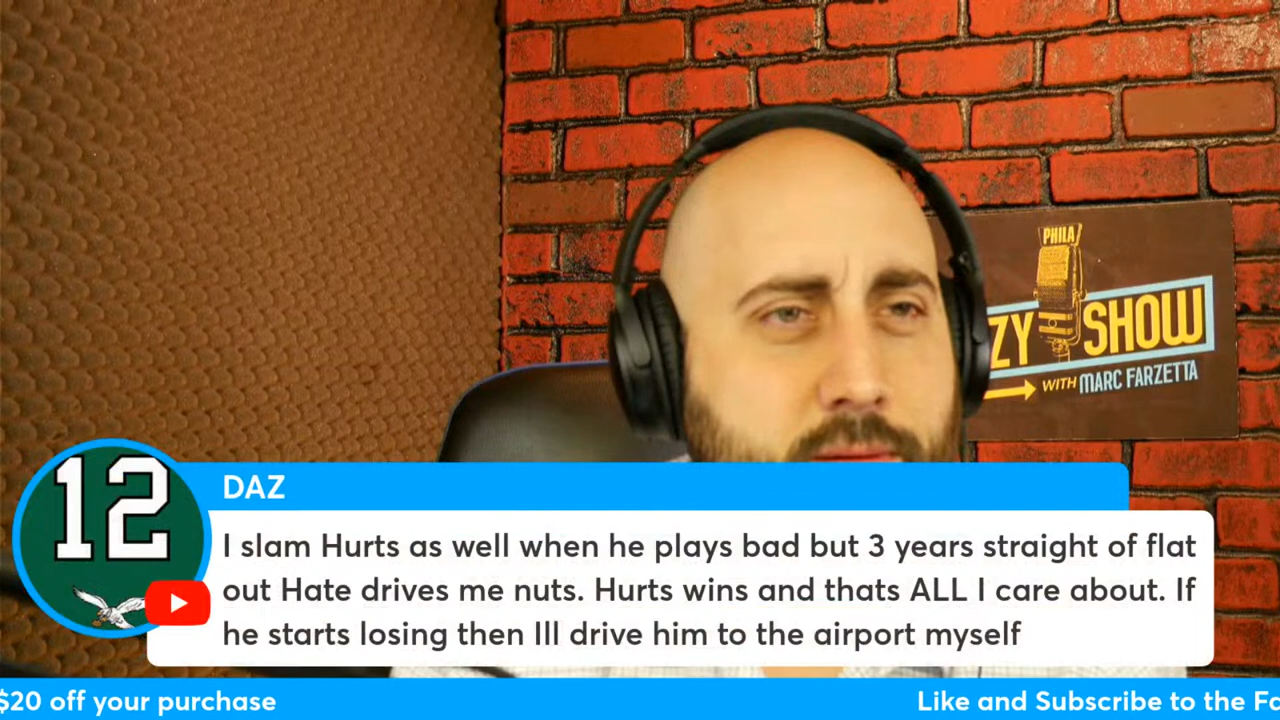 PHILA
ZY SHOW
WITH MARC FARZETTA
12
DAZ
I slam Hurts as well when he plays bad but 3 years straight of flat
out Hate drives me nuts. Hurts wins and thats ALL I care about. If
he starts losing then Ill drive him to the airport myself
$20 off your purchase
Like and Subscribe to the Fa